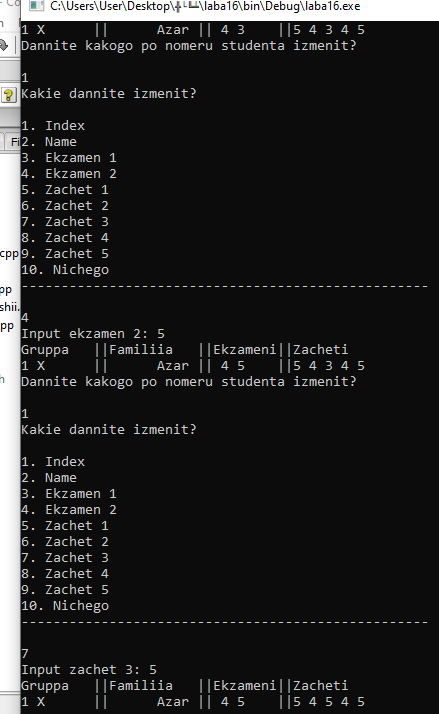 C:\Users\User\Desktop\╬└└\laba16\bin\Debug\laba16.exe
1 X      ||      Azar || 4 3    ||5 4 3 4 5
Dannite kakogo po nomeru studenta izmenit?
1
Kakie dannite izmenit?
1. Index
2. Name
3. Ekzamen 1
4. Ekzamen 2
5. Zachet 1
6. Zachet 2
7. Zachet 3
8. Zachet 4
9. Zachet 5
10. Nichego
---------------------------------------------------
4
Input ekzamen 2: 5
Gruppa   ||Familiia   ||Ekzameni||Zacheti
1 X      ||      Azar || 4 5    ||5 4 3 4 5
Dannite kakogo po nomeru studenta izmenit?
1
Kakie dannite izmenit?
1. Index
2. Name
3. Ekzamen 1
4. Ekzamen 2
5. Zachet 1
6. Zachet 2
7. Zachet 3
8. Zachet 4
9. Zachet 5
10. Nichego
---------------------------------------------------
7
Input zachet 3: 5
Gruppa   ||Familiia   ||Ekzameni||Zacheti
1 X      ||      Azar || 4 5    ||5 4 5 4 5
Fi
cpp
pp
shii.
pp
h